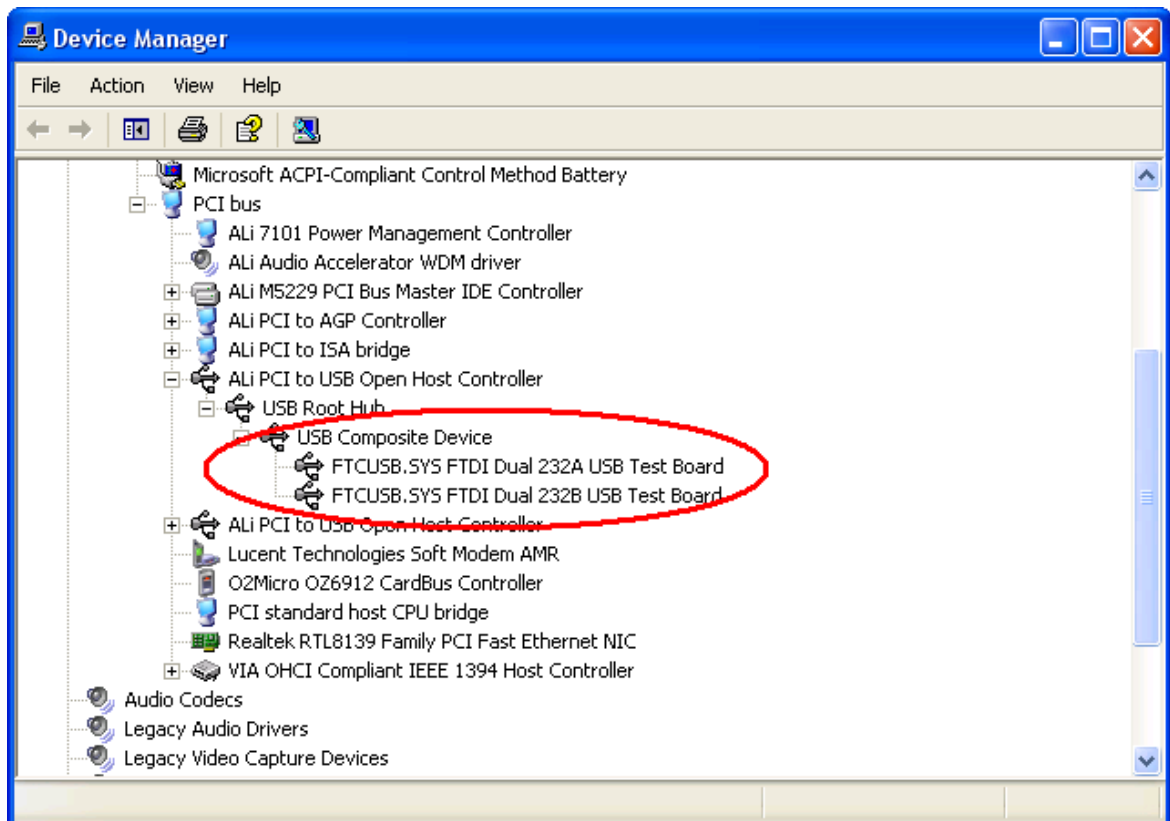 Device Manager
File Action View Help
Microsoft ACPI-Compliant Control Method Battery
PCI bus
ALi 7101 Power Management Controller
ALi Audio Accelerator WDM driver
ALi M5229 PCI Bus Master IDE Controller
ALi PCI to AGP Controller
ALi PCI to ISA bridge
ALi PCI to USB Open Host Controller
USB Root Hub
USB Composite Device
FTCUSB.SYS FTDI Dual 232A USB Test Board
FTCUSB.SYS FTDI Dual 232B USB Test Board
ALi PCI to USB Open Host Controller
Lucent Technologies Soft Modem AMR
O2Micro OZ6912 CardBus Controller
PCI standard host CPU bridge
Realtek RTL8139 Family PCI Fast Ethernet NIC
VIA OHCI Compliant IEEE 1394 Host Controller
Audio Codecs
Legacy Audio Drivers
Legacy Video Capture Devices